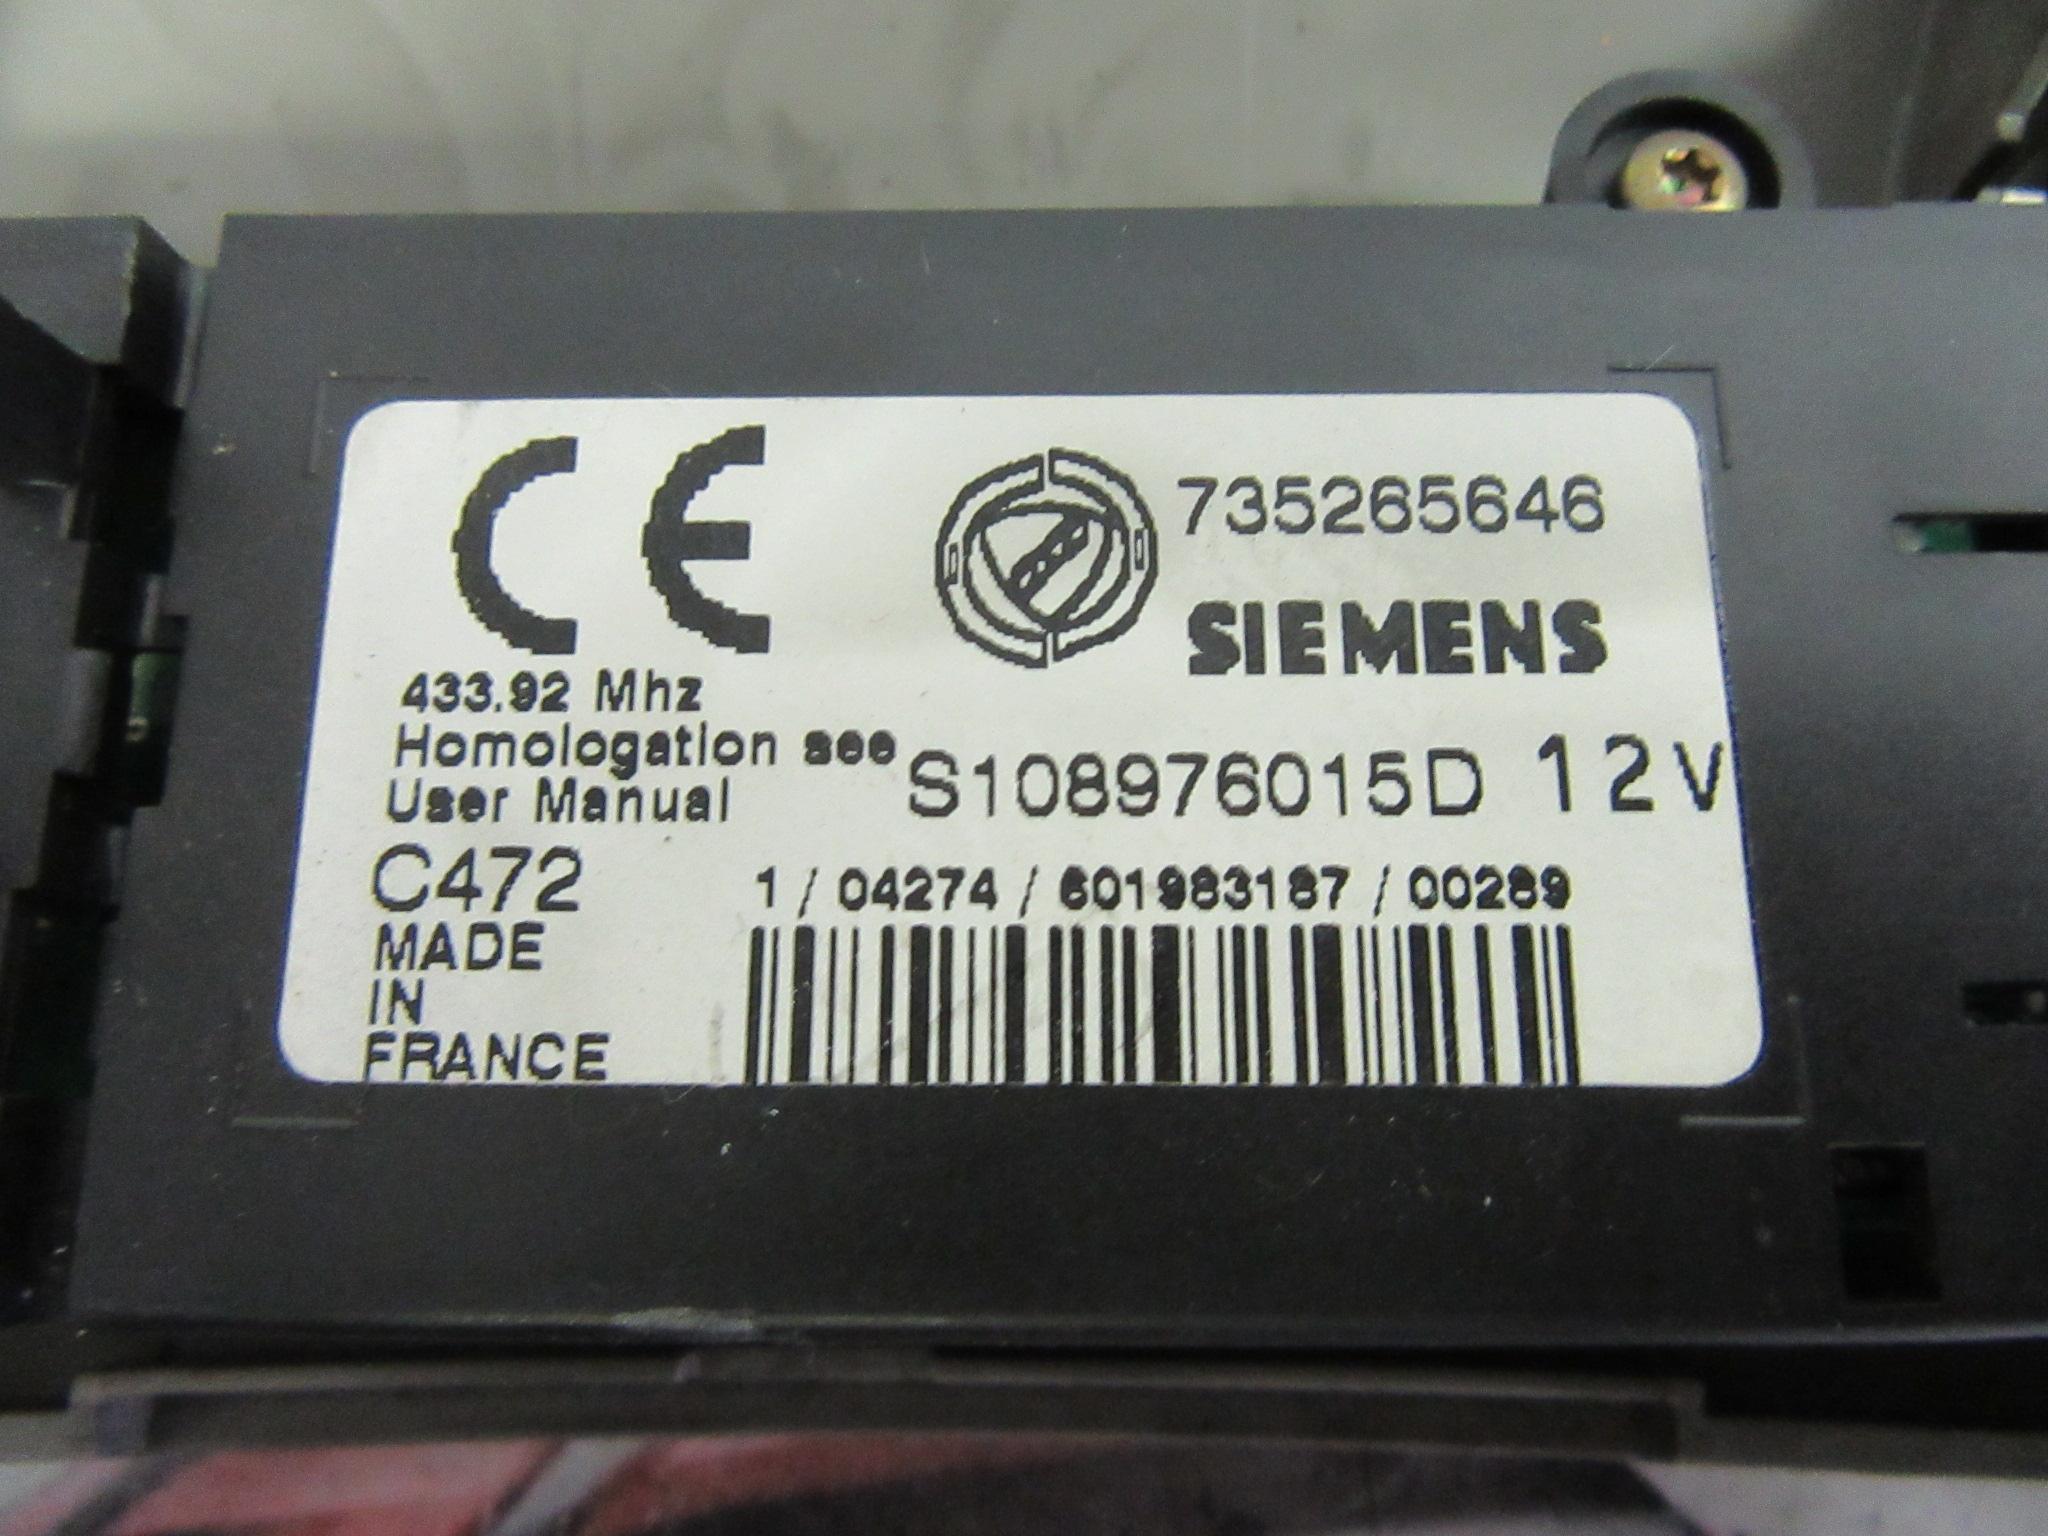 CE
735265646
SIEMENS
433.92 Mhz
Homologation see
User Manual
S108976015D 12V
C472
1 / 04274 / 601983187 / 00289
MADE
IN
FRANCE